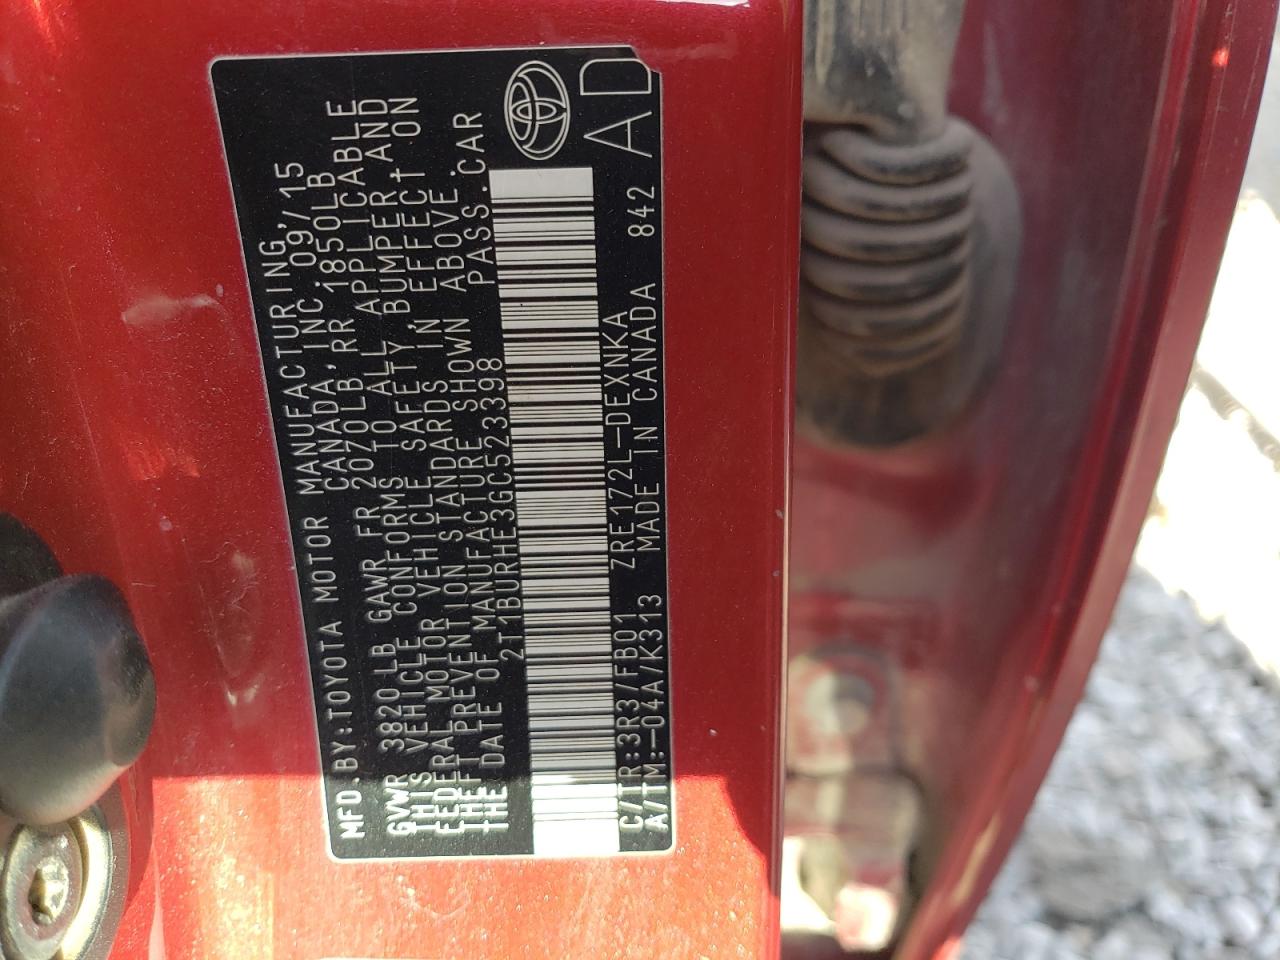 MFD.BY:TOYOTA MOTOR MANUFACTURING,
CANADA,INC. 09/15
GVWR 3820 LB GAWR FR 2020LB,RR 1850LB
THIS VEHICLE CONFORMS TO ALL APPLICABLE
FEDERAL MOTOR VEHICLE SAFETY,BUMPER,AND
THEFT PREVENTION STANDARDS IN EFFECT ON
THE DATE OF MANUFACTURE SHOWN ABOVE.
2T1BURHE3GC523398 PASS.CAR
C/TR:3R3/FB01 ZRE172L-DEXNKA
A/TM:-04A/K313 MADE IN CANADA 842
AD